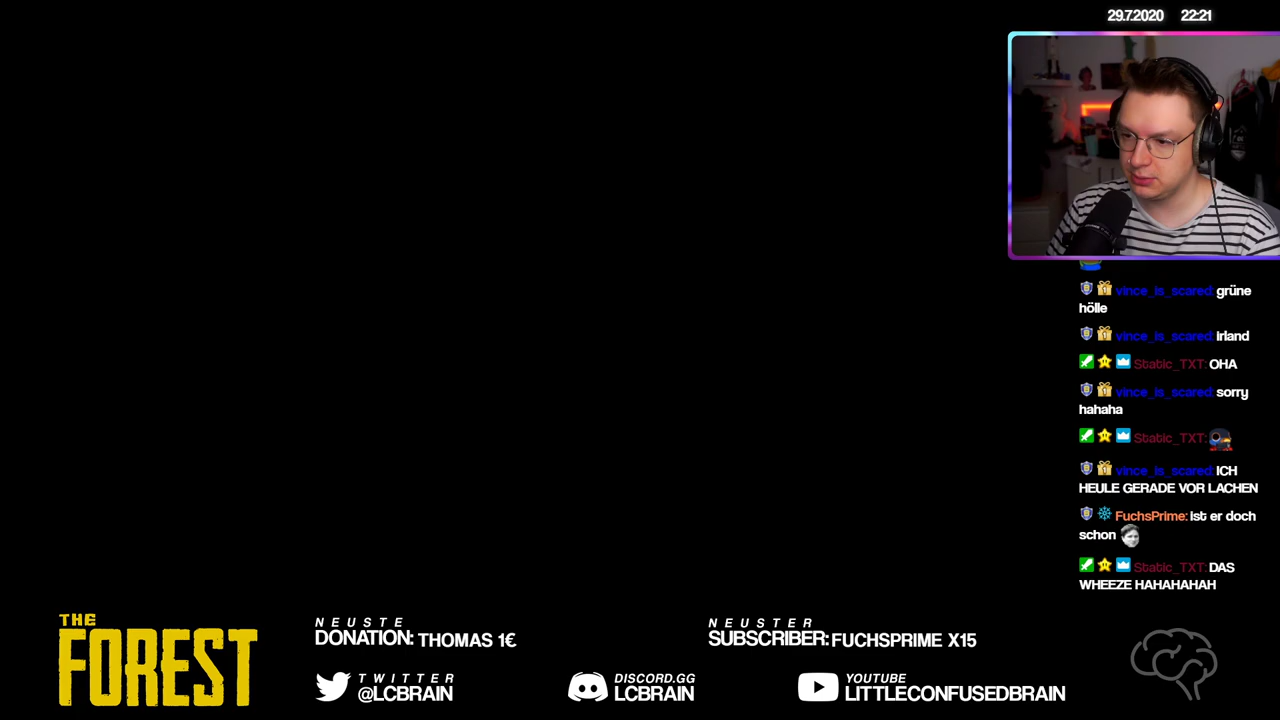 29.7.2020 22:21
vince_is_scared: grüne
hölle
vince_is_scared: irland
Static_TXT: OHA
vince_is_scared: sorry
hahaha
Static_TXT:
vince_is_scared: ICH
HEULE GERADE VOR LACHEN
FuchsPrime: ist er doch
schon
Static_TXT: DAS
WHEEZE HAHAHAHAH
THE
FOREST
NEUSTE
DONATION: THOMAS 1€
NEUSTER
SUBSCRIBER: FUCHSPRIME X15
TWITTER
@LCBRAIN
DISCORD.GG
LCBRAIN
YOUTUBE
LITTLECONFUSEDBRAIN